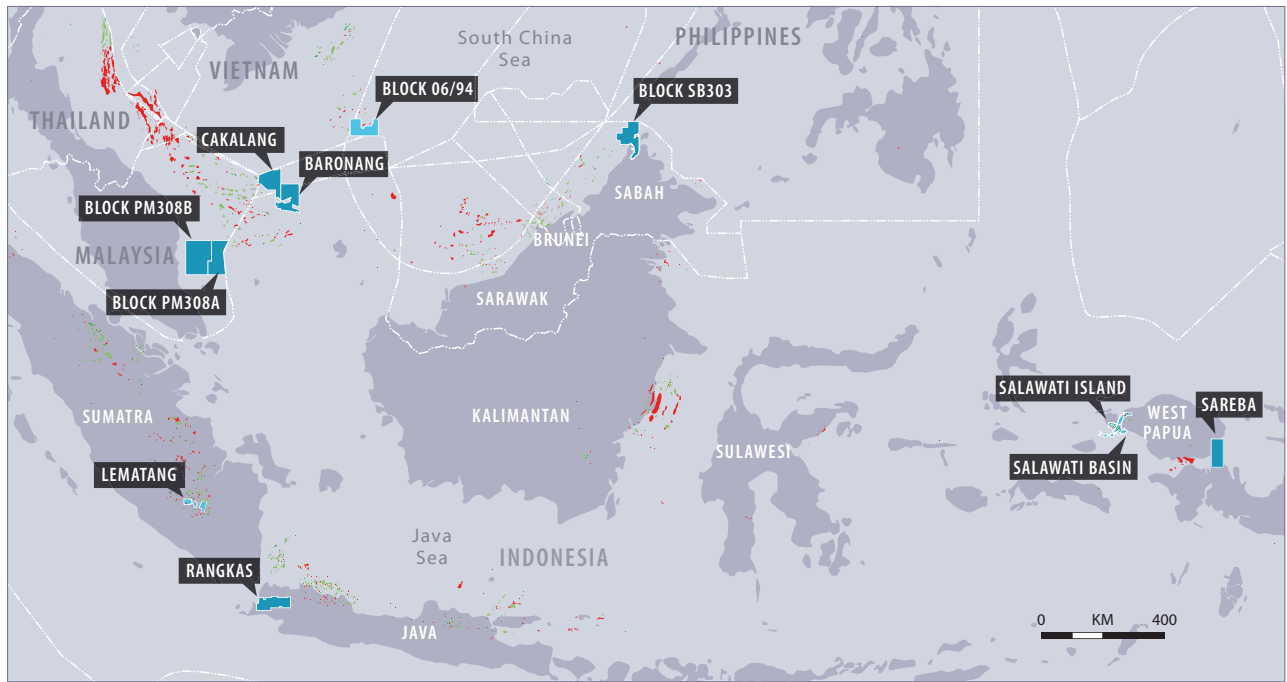 South China
Sea
PHILIPPINES
VIETNAM
BLOCK 06/94
BLOCK SB303
THAILAND
CAKALANG
BARONANG
SABAH
BLOCK PM308B
BRUNEI
MALAYSIA
BLOCK PM308A
SARAWAK
SALAWATI ISLAND
WEST
PAPUA
SAREBA
SUMATRA
KALIMANTAN
SULAWESI
SALAWATI BASIN
LEMATANG
Java
Sea
INDONESIA
RANGKAS
JAVA
0 KM 400